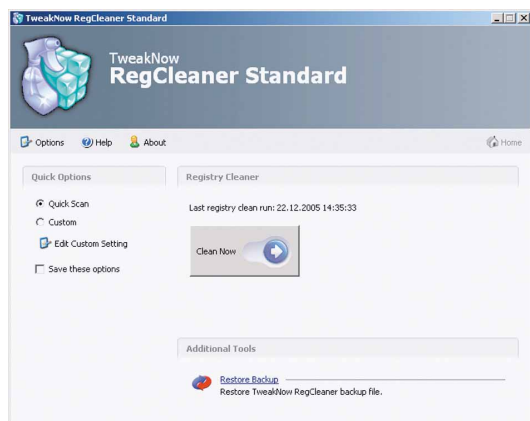 TweakNow RegCleaner Standard
TweakNow
RegCleaner Standard
Options Help About Home
Quick Options
Quick Scan
Custom
Edit Custom Setting
Save these options
Registry Cleaner
Last registry clean run: 22.12.2005 14:35:33
Clean Now
Additional Tools
Restore Backup
Restore TweakNow RegCleaner backup file.